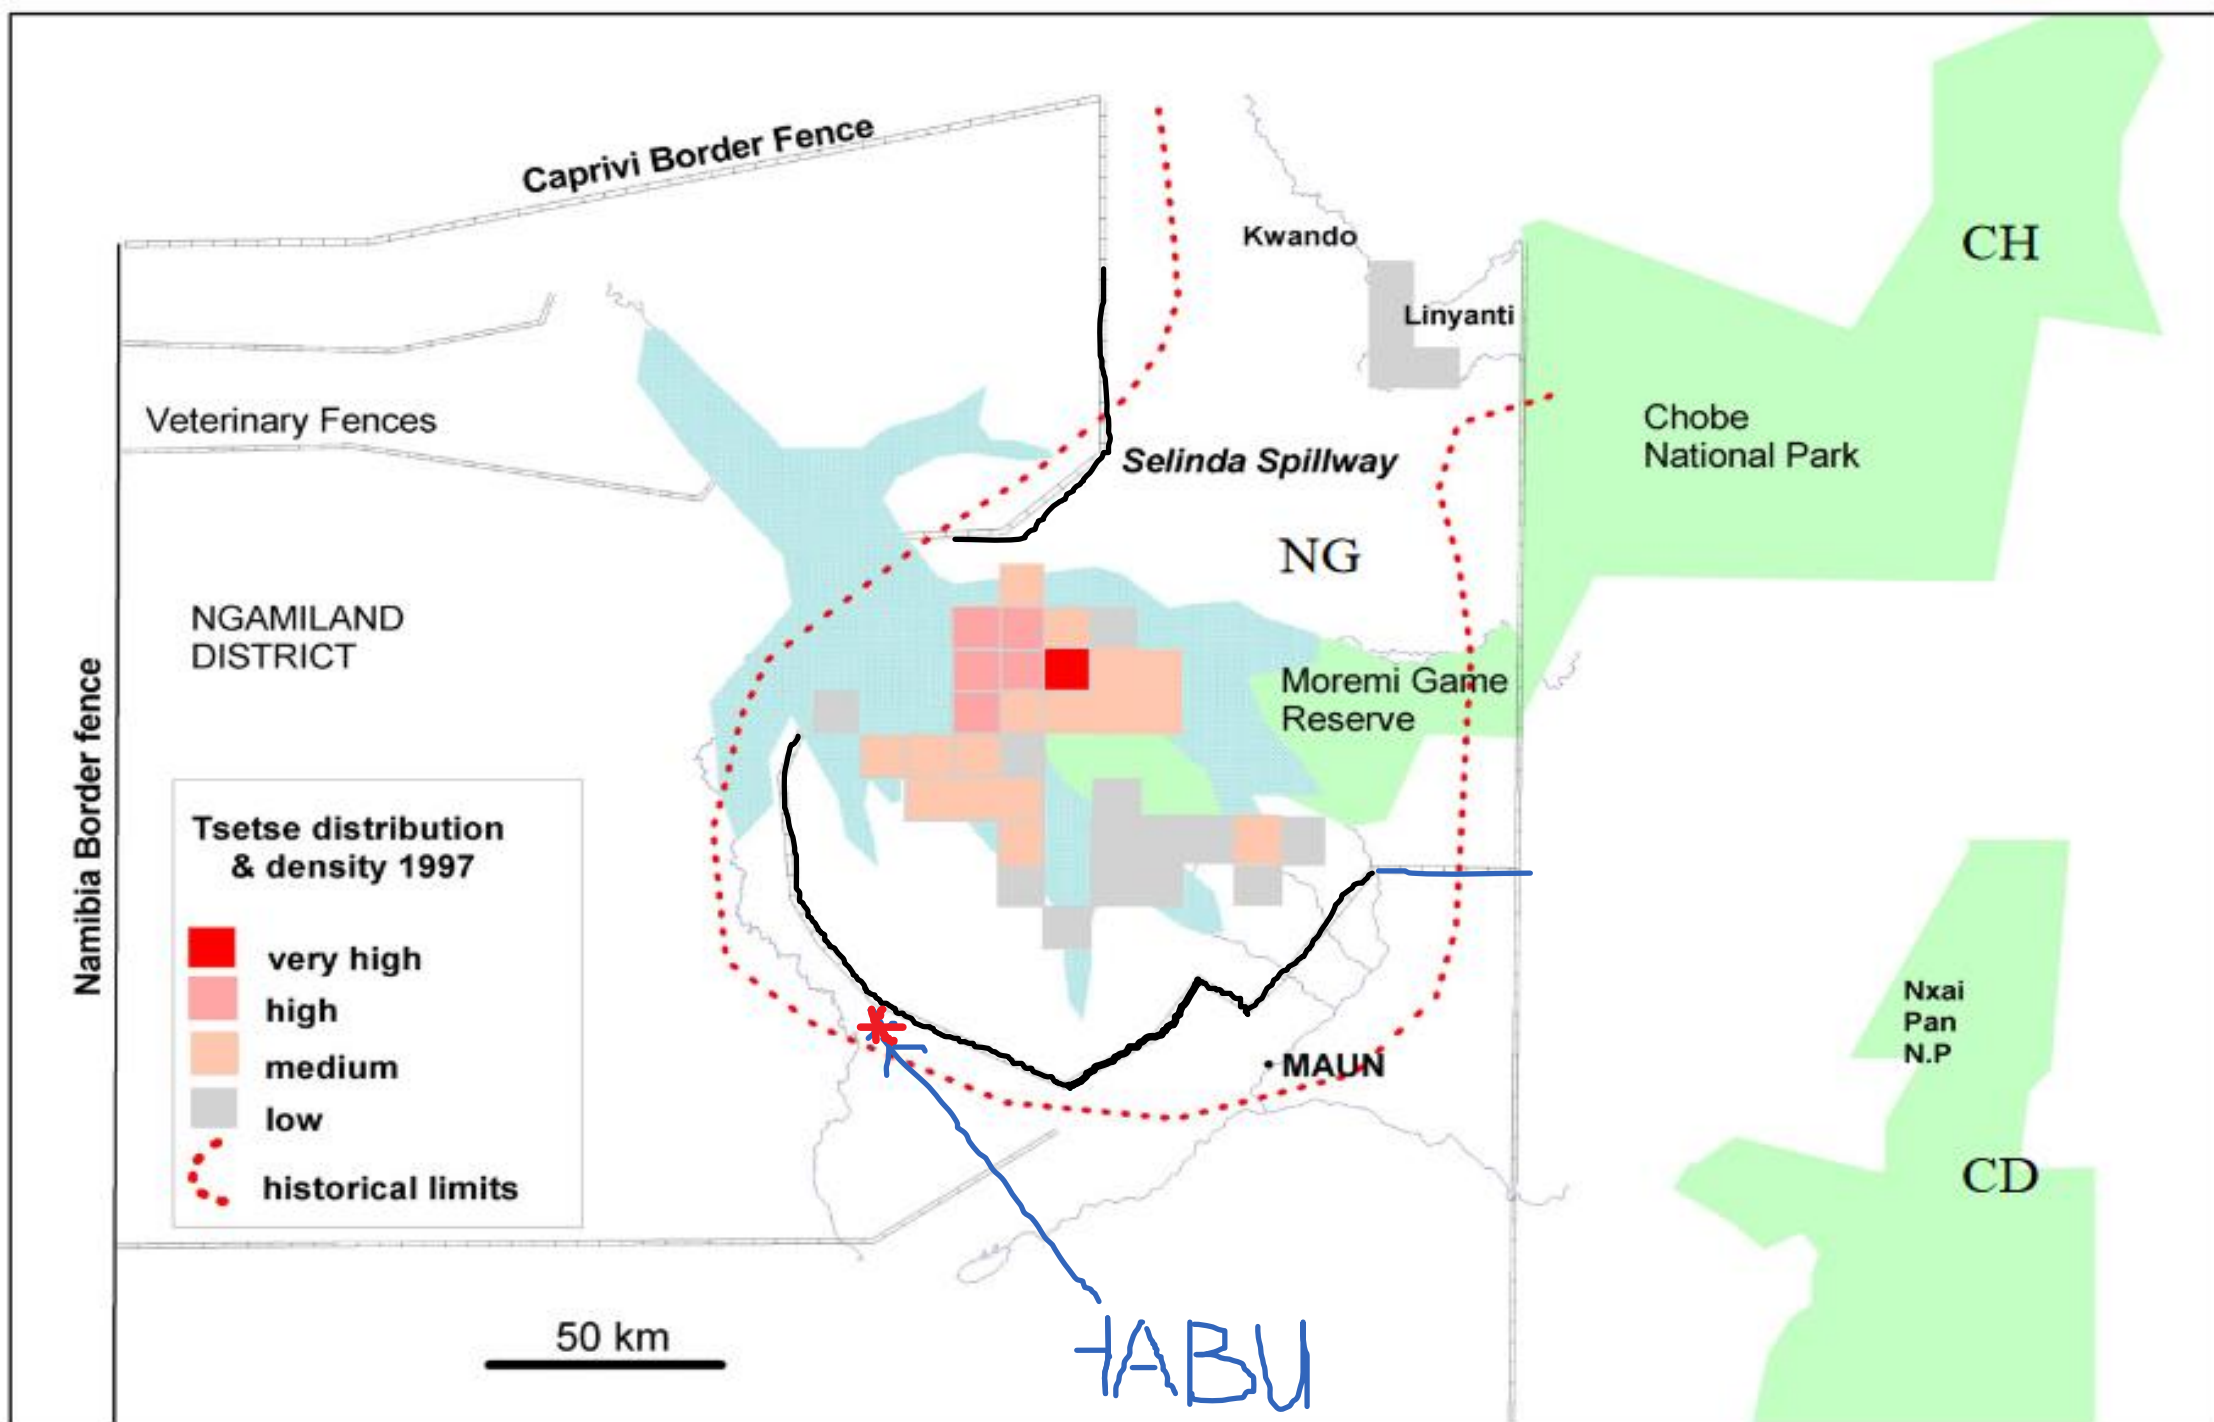 Caprivi Border Fence
Kwando
CH
Linyanti
Veterinary Fences
Chobe
National Park
Selinda Spillway
NG
NGAMILAND
DISTRICT
Moremi Game
Reserve
Namibia Border fence
Tsetse distribution
& density 1997
very high
high
medium
low
historical limits
Nxai
Pan
N.P
MAUN
CD
50 km
HABU